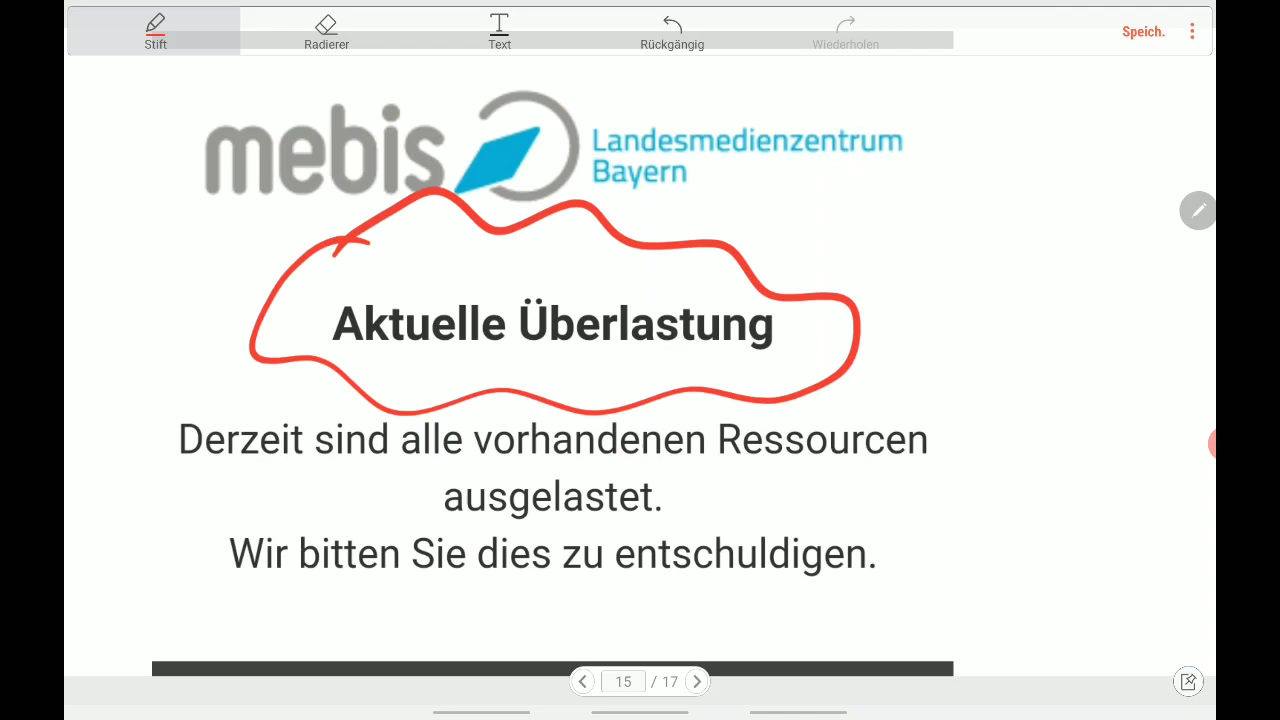 Stift
Radierer
Text
Rückgängig
Wiederholen
Speich.
mebis
Landesmedienzentrum
Bayern
Aktuelle Überlastung
Derzeit sind alle vorhandenen Ressourcen
ausgelastet.
Wir bitten Sie dies zu entschuldigen.
15 / 17